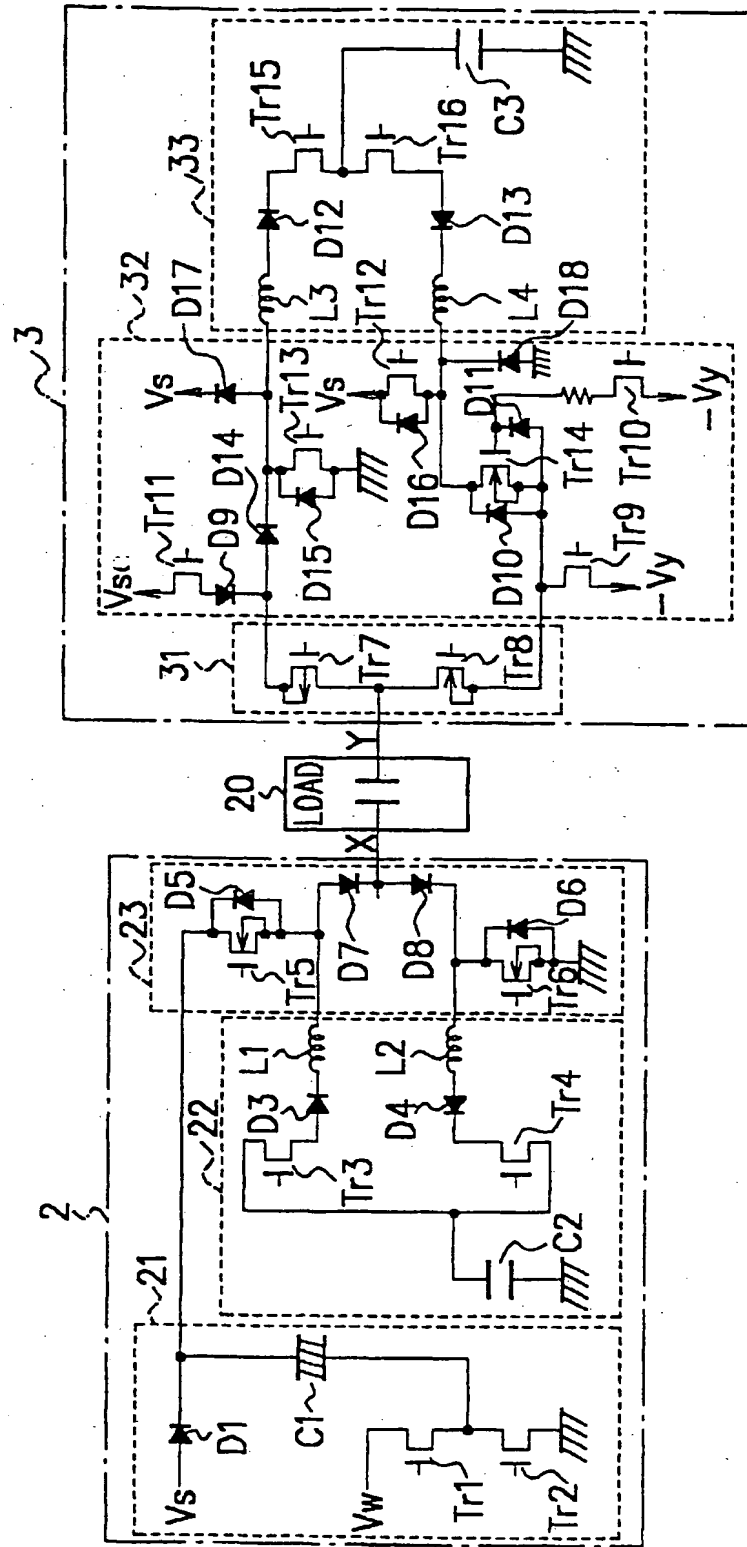 2
21
Vs
D1
C1
Vw
Tr1
Tr2
22
D3
L1
Tr3
D4
L2
Tr4
C2
23
D5
Tr5
D7
D8
D6
Tr6
X
20
LOAD
Y
3
31
Tr7
Tr8
32
Vsc
Tr11
D9
D14
Vs
D17
Tr13
D15
Vs
Tr12
D16
D18
D11
D10
Tr14
Tr10
Tr9
-Vy
-Vy
33
L3
D12
Tr15
Tr16
L4
D13
C3